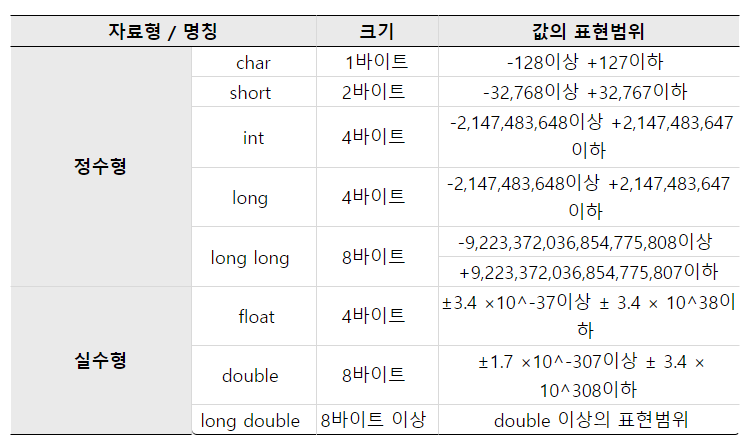 자료형 / 명칭 크기 값의 표현범위
정수형
char 1바이트 -128이상 +127이하
short 2바이트 -32,768이상 +32,767이하
int 4바이트 -2,147,483,648이상 +2,147,483,647
이하
long 4바이트 -2,147,483,648이상 +2,147,483,647
이하
long long 8바이트 -9,223,372,036,854,775,808이상
+9,223,372,036,854,775,807이하
실수형
float 4바이트 ±3.4 ×10^-37이상 ± 3.4 × 10^38이
하
double 8바이트 ±1.7 ×10^-307이상 ± 3.4 ×
10^308이하
long double 8바이트 이상 double 이상의 표현범위